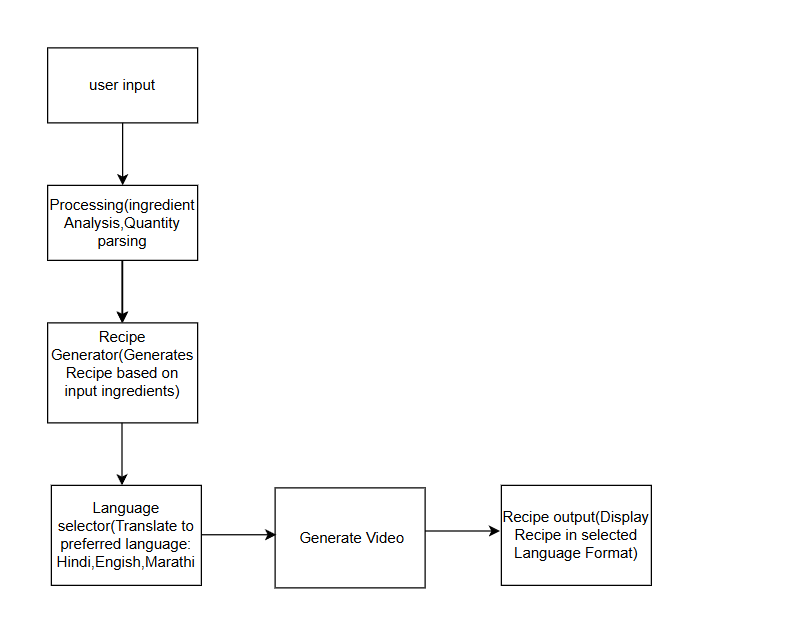 user input
Processing(ingredient
Analysis,Quantity
parsing
Recipe
Generator(Generates
Recipe based on
input ingredients)
Language
selector(Translate to
preferred language:
Hindi,Engish,Marathi
Generate Video
Recipe output(Display
Recipe in selected
Language Format)